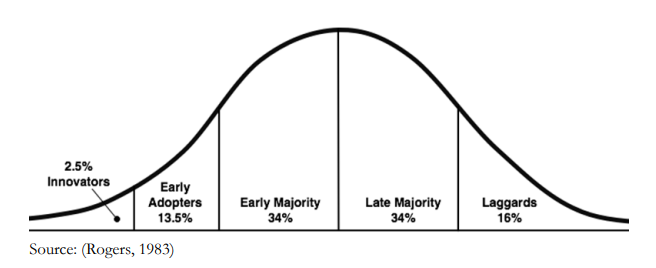 2.5%
Innovators
Early
Adopters
13.5%
Early Majority
34%
Late Majority
34%
Laggards
16%
Source: (Rogers, 1983)